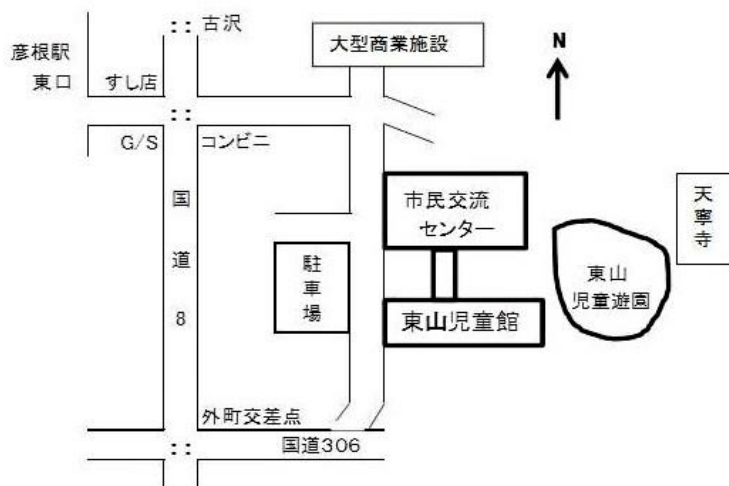 古沢
大型商業施設
N
彦根駅
東口
すし店
G/S
コンビニ
国道8
市民交流
センター
天寧寺
駐車場
東山
児童遊園
東山児童館
外町交差点
国道306